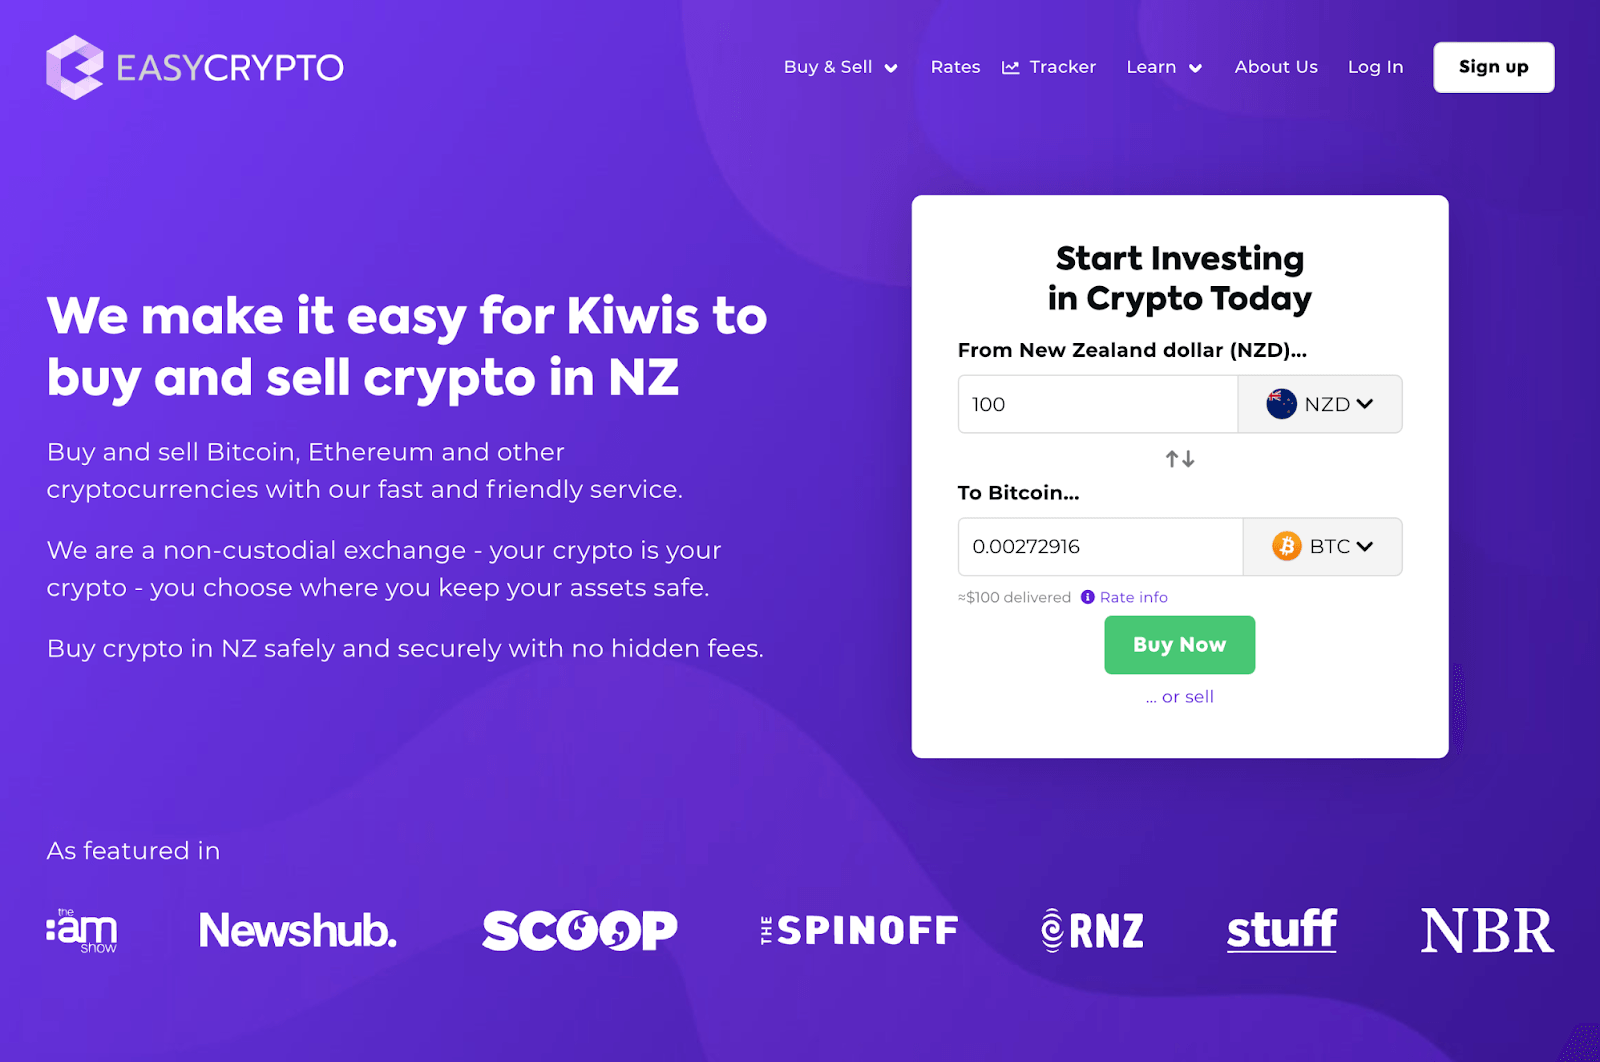 EASYCRYPTO
Buy & Sell
Rates
Tracker
Learn
About Us
Log In
Sign up
We make it easy for Kiwis to
buy and sell crypto in NZ
Buy and sell Bitcoin, Ethereum and other
cryptocurrencies with our fast and friendly service.
We are a non-custodial exchange - your crypto is your
crypto - you choose where you keep your assets safe.
Buy crypto in NZ safely and securely with no hidden fees.
Start Investing
in Crypto Today
From New Zealand dollar (NZD)...
100
NZD
To Bitcoin...
0.00272916
BTC
≈$100 delivered
Rate info
Buy Now
... or sell
As featured in
the
:am
show
Newshub.
SCOOP
THE SPINOFF
RNZ
stuff
NBR